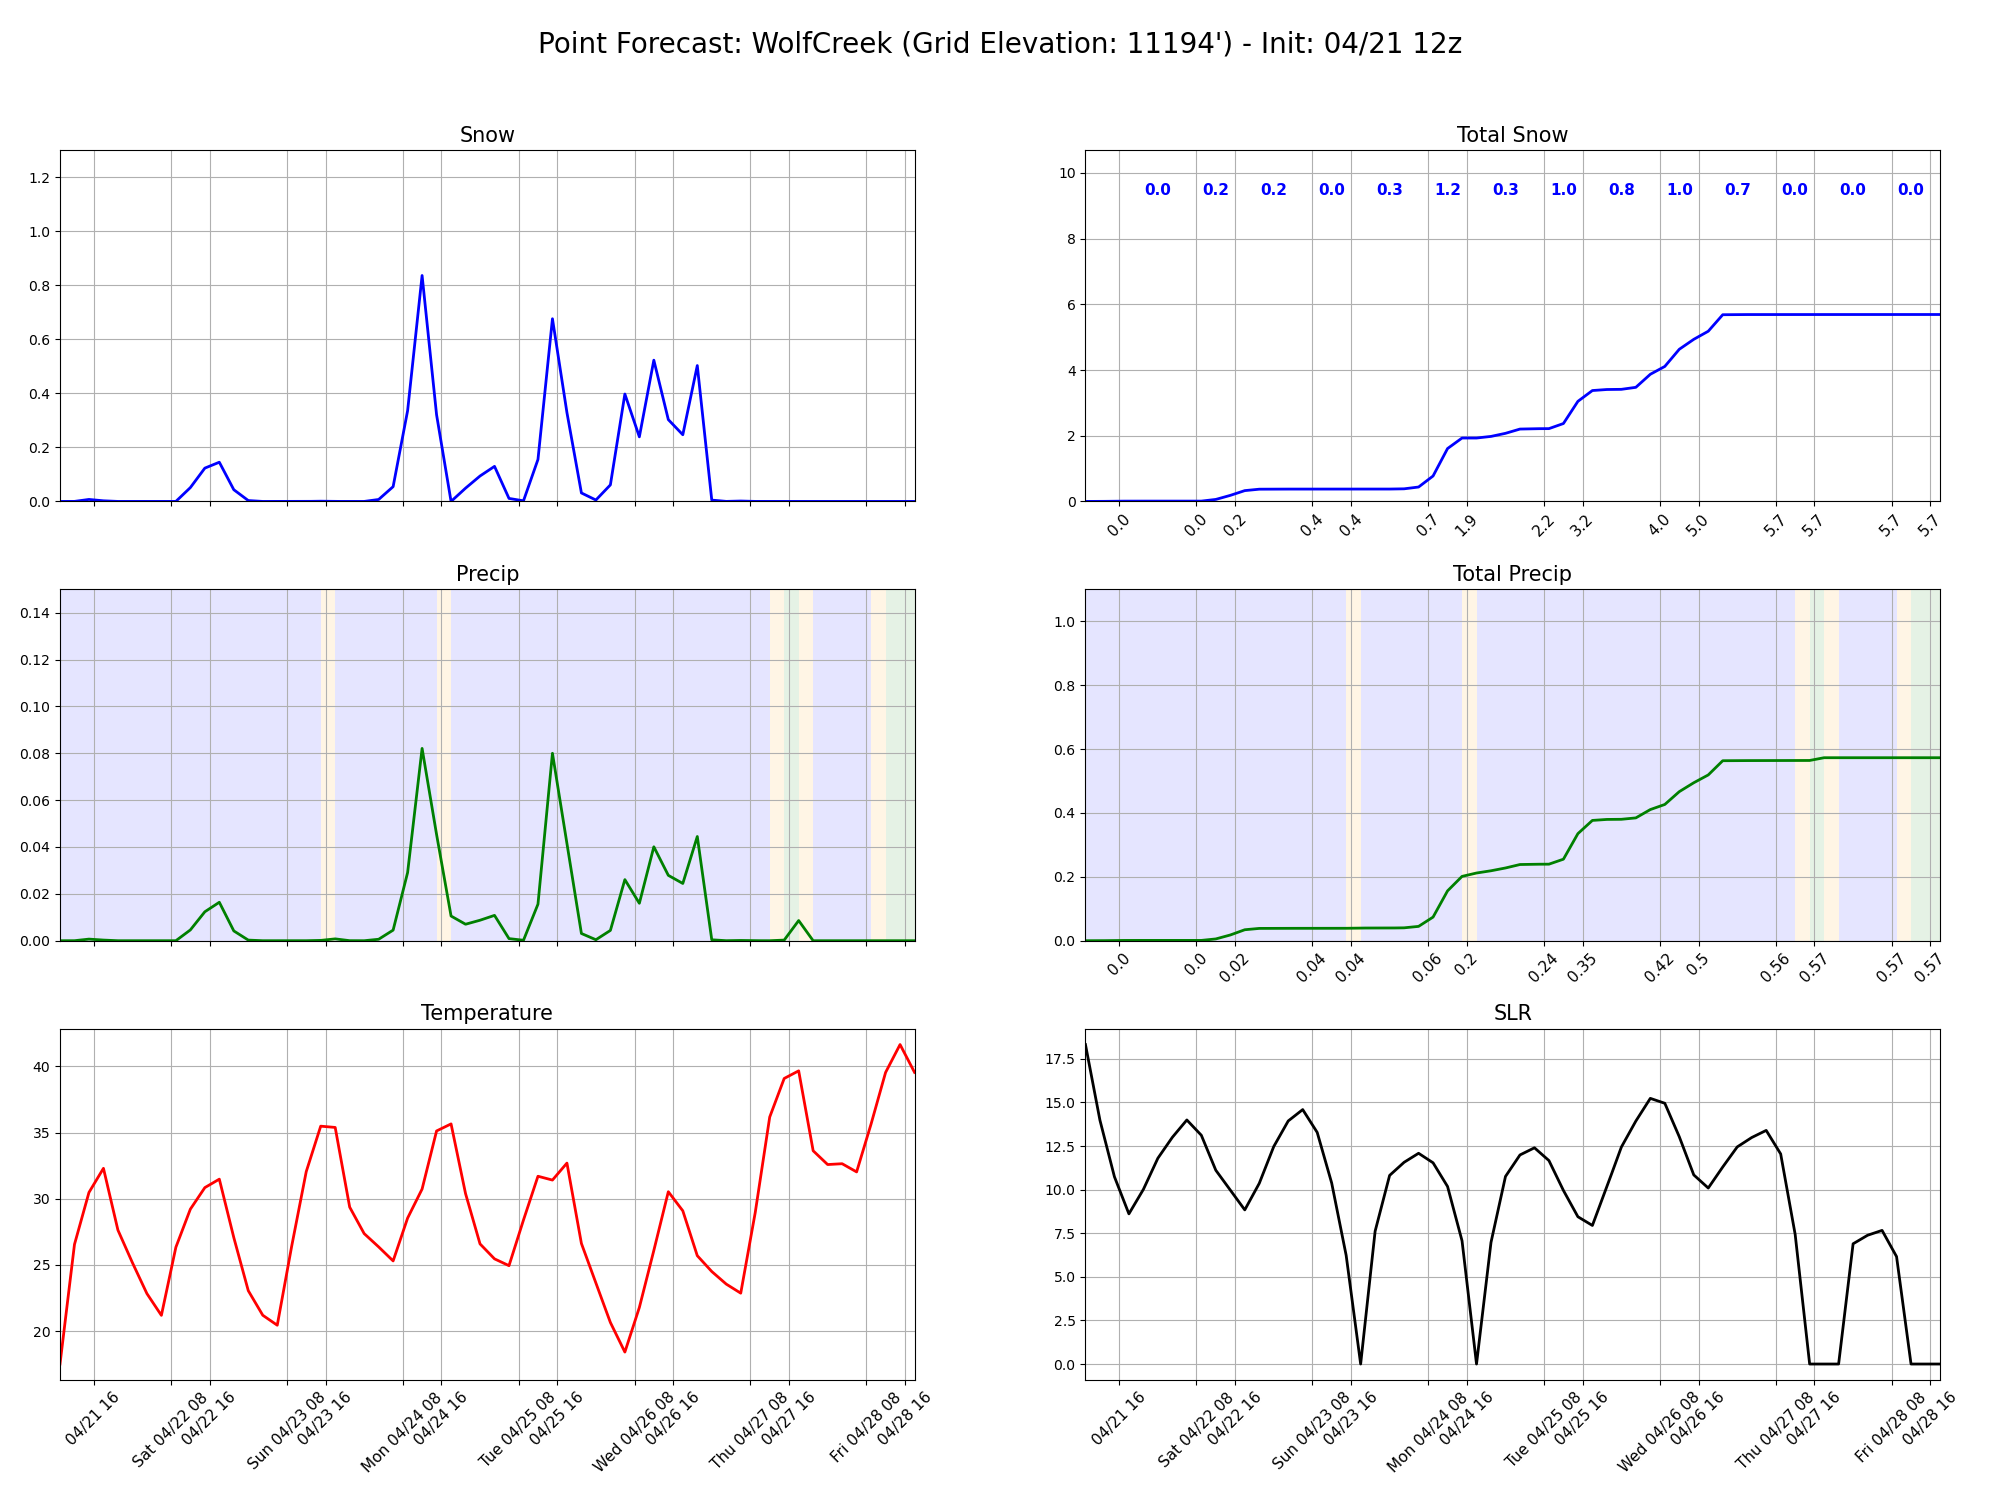 Point Forecast: WolfCreek (Grid Elevation: 11194') - Init: 04/21 12z
Snow
1.2
1.0
0.8
0.6
0.4
0.2
0.0
Total Snow
10
8
6
4
2
0
0.0 0.2 0.2 0.0 0.3 1.2 0.3 1.0 0.8 1.0 0.7 0.0 0.0 0.0
0.0 0.0 0.2 0.4 0.4 0.7 1.9 2.2 3.2 4.0 5.0 5.7 5.7 5.7 5.7
Precip
0.14
0.12
0.10
0.08
0.06
0.04
0.02
0.00
Total Precip
1.0
0.8
0.6
0.4
0.2
0.0
0.0 0.0 0.02 0.04 0.04 0.06 0.2 0.24 0.35 0.42 0.5 0.56 0.57 0.57 0.57
Temperature
40
35
30
25
20
04/21 16
Sat 04/22 08
04/22 16
Sun 04/23 08
04/23 16
Mon 04/24 08
04/24 16
Tue 04/25 08
04/25 16
Wed 04/26 08
04/26 16
Thu 04/27 08
04/27 16
Fri 04/28 08
04/28 16
SLR
17.5
15.0
12.5
10.0
7.5
5.0
2.5
0.0
04/21 16
Sat 04/22 08
04/22 16
Sun 04/23 08
04/23 16
Mon 04/24 08
04/24 16
Tue 04/25 08
04/25 16
Wed 04/26 08
04/26 16
Thu 04/27 08
04/27 16
Fri 04/28 08
04/28 16